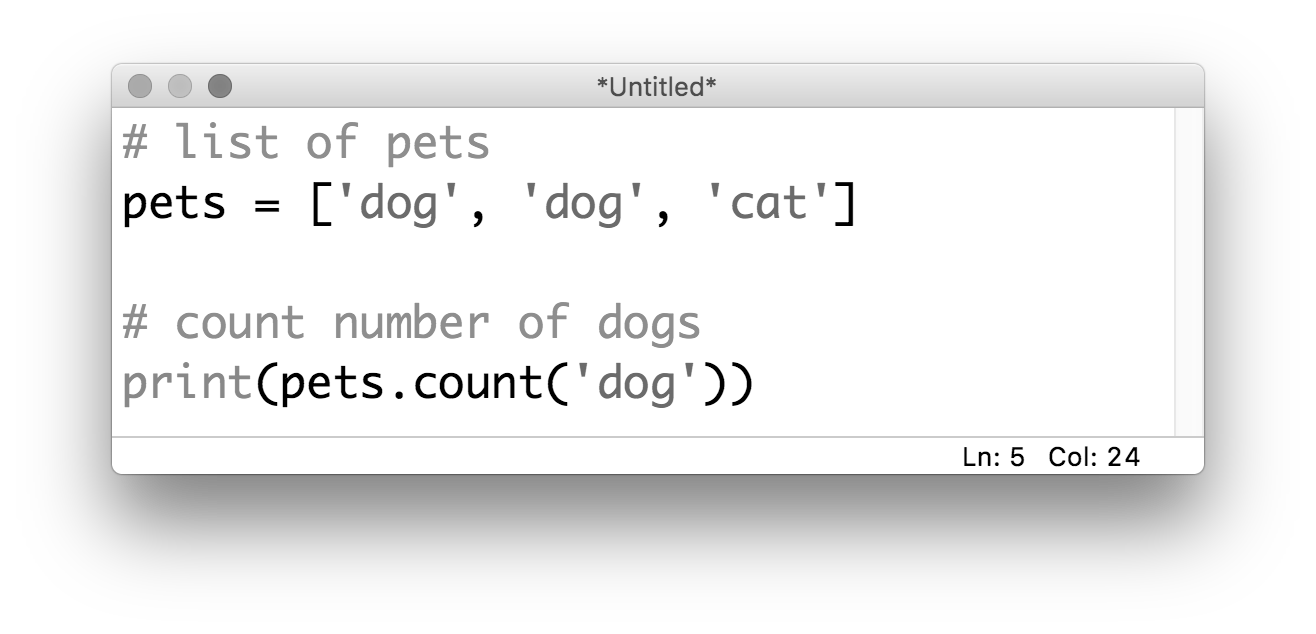 *Untitled*
# list of pets
pets = ['dog', 'dog', 'cat']
# count number of dogs
print(pets.count('dog'))
Ln: 5 Col: 24